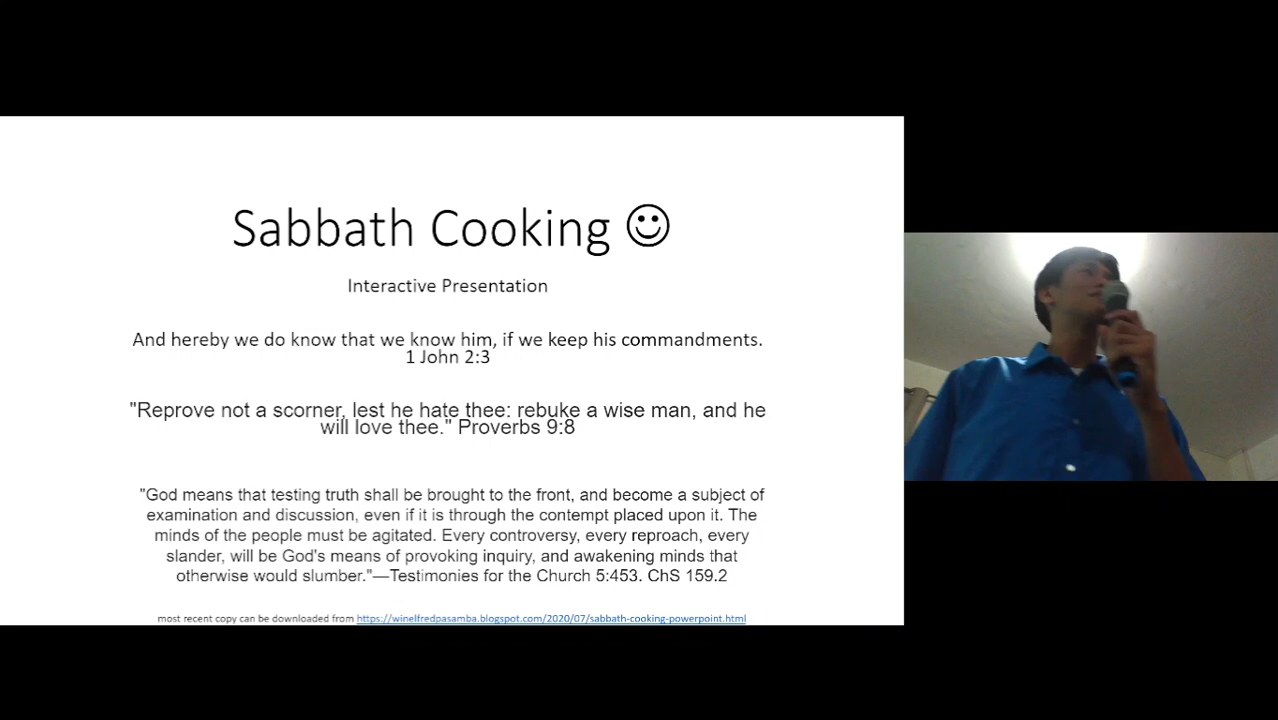 Sabbath Cooking ☺
Interactive Presentation
And hereby we do know that we know him, if we keep his commandments.
1 John 2:3
"Reprove not a scorner, lest he hate thee: rebuke a wise man, and he
will love thee." Proverbs 9:8
"God means that testing truth shall be brought to the front, and become a subject of
examination and discussion, even if it is through the contempt placed upon it. The
minds of the people must be agitated. Every controversy, every reproach, every
slander, will be God's means of provoking inquiry, and awakening minds that
otherwise would slumber."—Testimonies for the Church 5:453. ChS 159.2
most recent copy can be downloaded from https://winelfredpasamba.blogspot.com/2020/07/sabbath-cooking-powerpoint.html